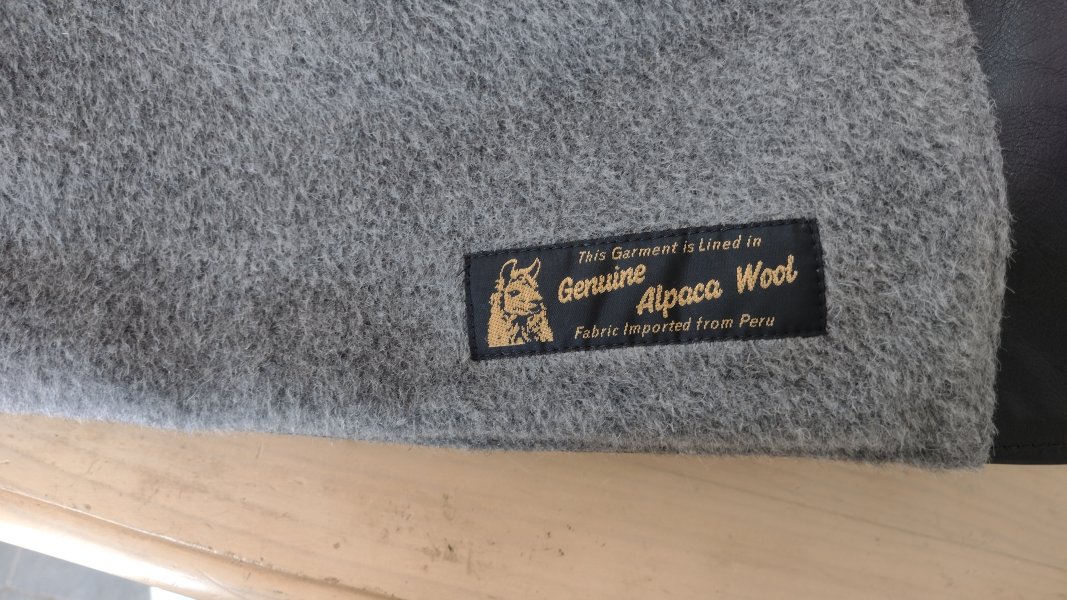 This Garment is Lined in
Genuine
Alpaca Wool
Fabric Imported from Peru